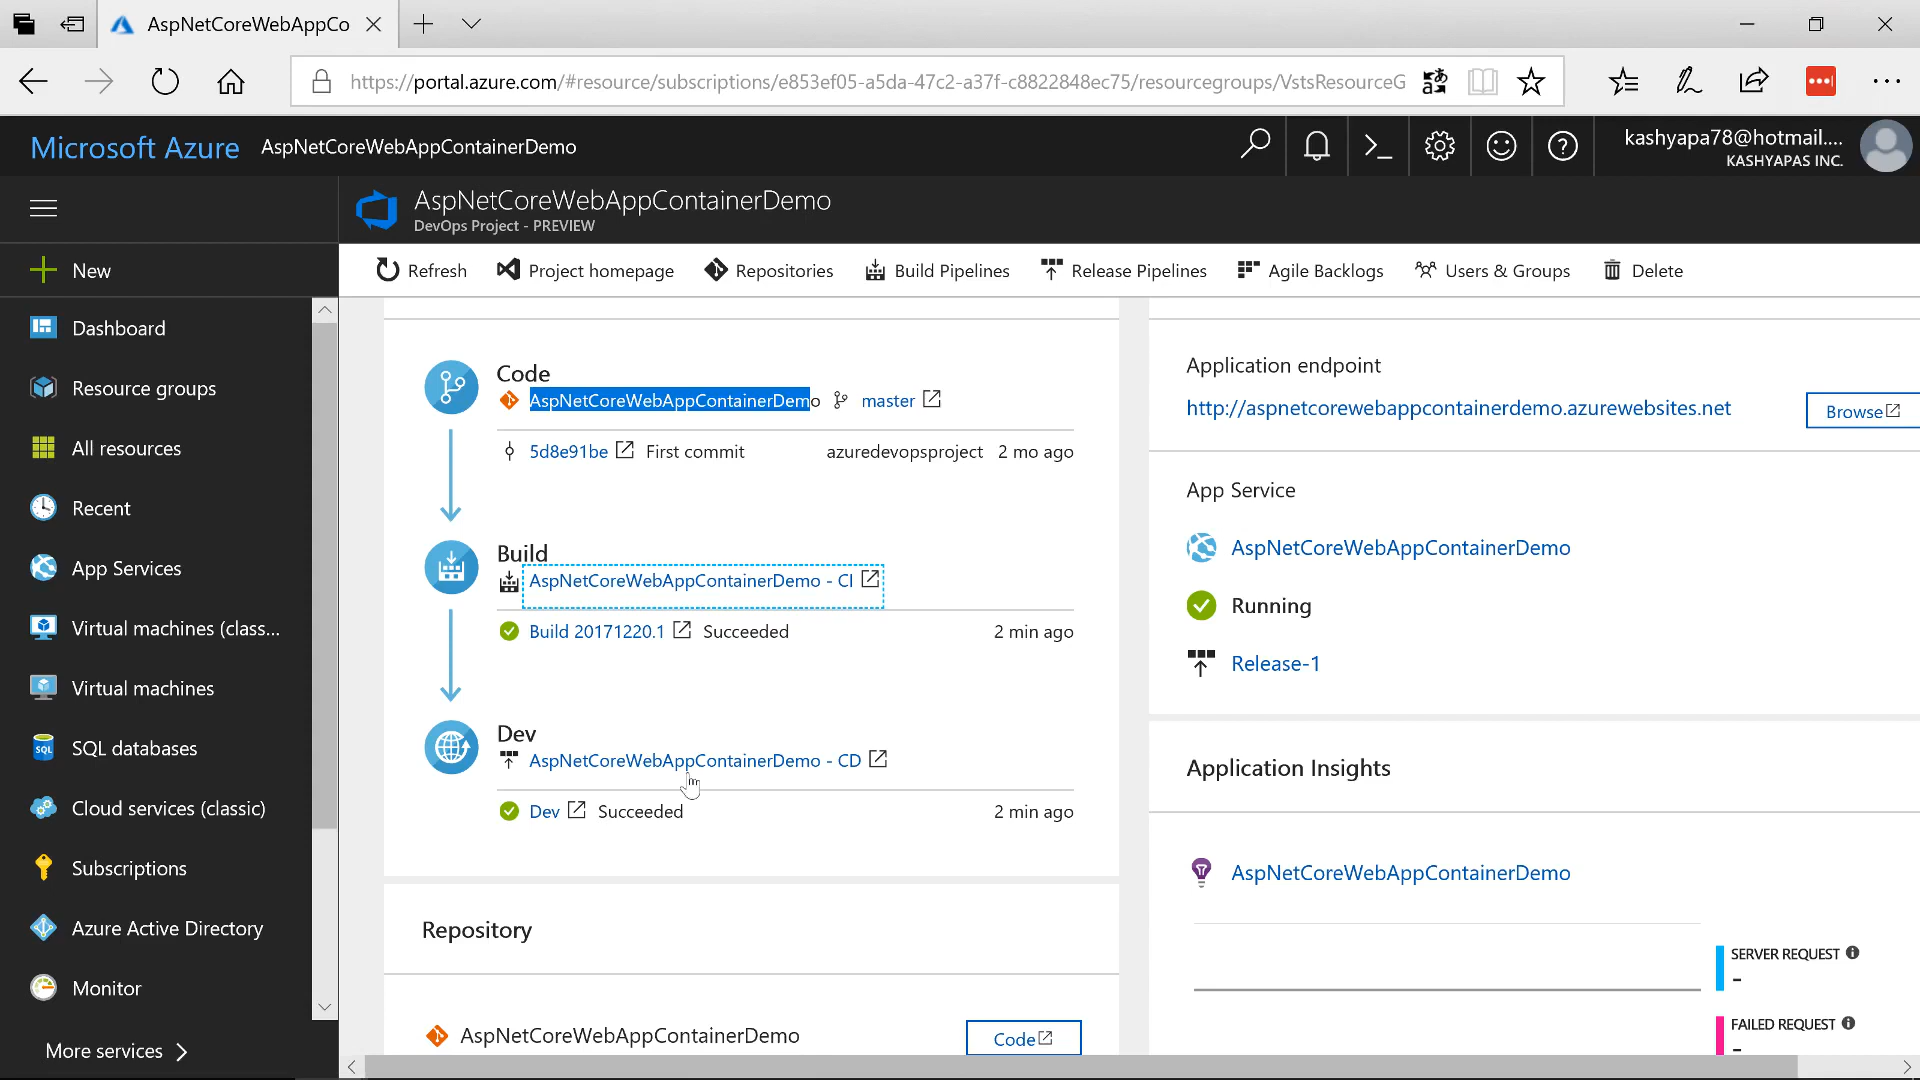 AspNetCoreWebAppCo
https://portal.azure.com/#resource/subscriptions/e853ef05-a5da-47c2-a37f-c8822848ec75/resourcegroups/VstsResourceG
Microsoft Azure AspNetCoreWebAppContainerDemo
kashyapa78@hotmail....
KASHYAPAS INC.
AspNetCoreWebAppContainerDemo
DevOps Project - PREVIEW
Refresh Project homepage Repositories Build Pipelines Release Pipelines Agile Backlogs Users & Groups Delete
New
Dashboard
Resource groups
All resources
Recent
App Services
Virtual machines (class...
Virtual machines
SQL databases
Cloud services (classic)
Subscriptions
Azure Active Directory
Monitor
More services
Code
AspNetCoreWebAppContainerDemo master
5d8e91be First commit azuredevopsproject 2 mo ago
Build
AspNetCoreWebAppContainerDemo - CI
Build 20171220.1 Succeeded 2 min ago
Dev
AspNetCoreWebAppContainerDemo - CD
Dev Succeeded 2 min ago
Repository
AspNetCoreWebAppContainerDemo Code
Application endpoint
http://aspnetcorewebappcontainerdemo.azurewebsites.net Browse
App Service
AspNetCoreWebAppContainerDemo
Running
Release-1
Application Insights
AspNetCoreWebAppContainerDemo
SERVER REQUEST
-
FAILED REQUEST
-